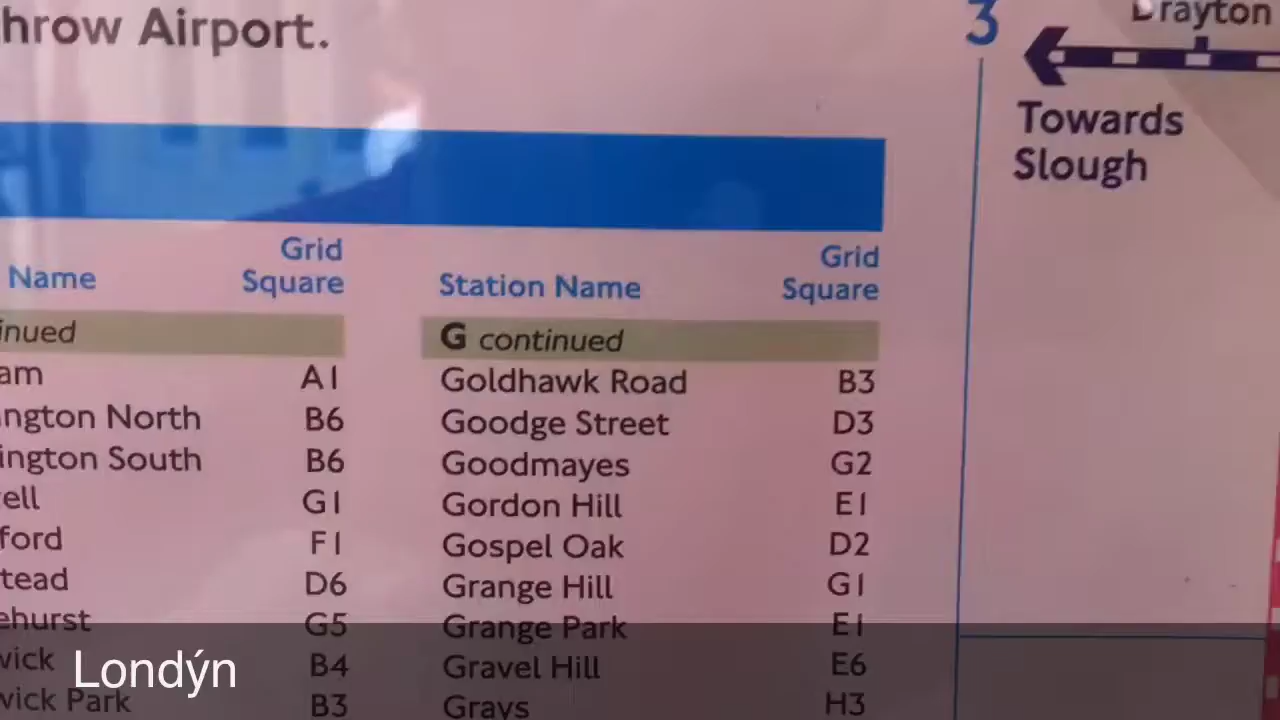 hrow Airport.
3
Drayton
Towards
Slough
Name
Grid
Square
inued
am A1
ngton North B6
ington South B6
ell G1
ford F1
tead D6
ehurst G5
wick B4
wick Park B3
Station Name
Grid
Square
G continued
Goldhawk Road B3
Goodge Street D3
Goodmayes G2
Gordon Hill E1
Gospel Oak D2
Grange Hill G1
Grange Park E1
Gravel Hill E6
Grays H3
Londýn